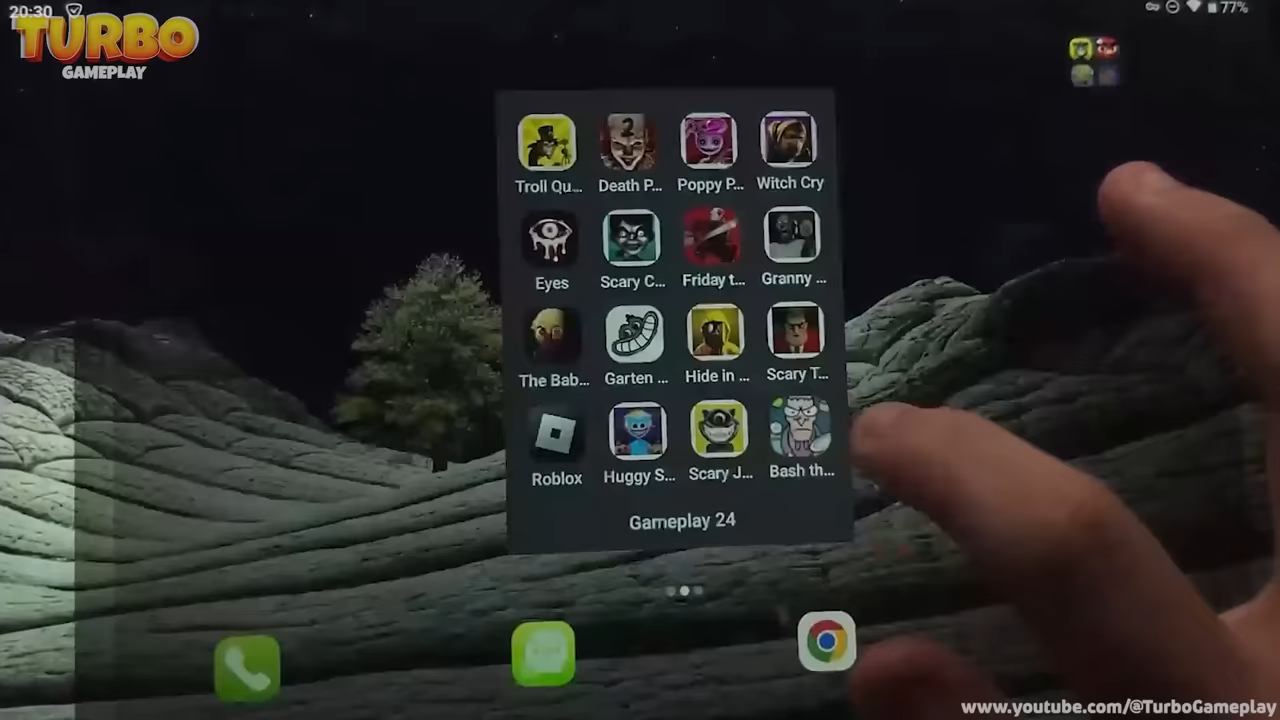 20:30
77%
TURBO
GAMEPLAY
Troll Qu... Death P... Poppy P... Witch Cry
Eyes Scary C... Friday t... Granny ...
The Bab... Garten ... Hide in ... Scary T...
Roblox Huggy S... Scary J... Bash th...
Gameplay 24
www.youtube.com/@TurboGameplay